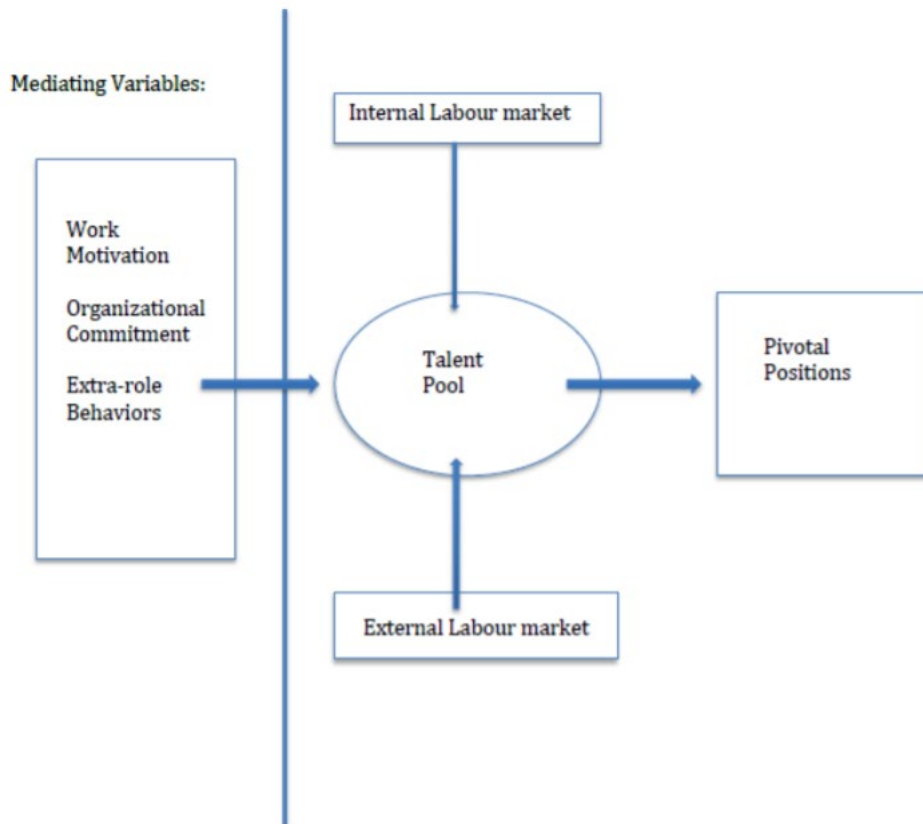 Mediating Variables:
Work
Motivation
Organizational
Commitment
Extra-role
Behaviors
Internal Labour market
Talent
Pool
External Labour market
Pivotal
Positions